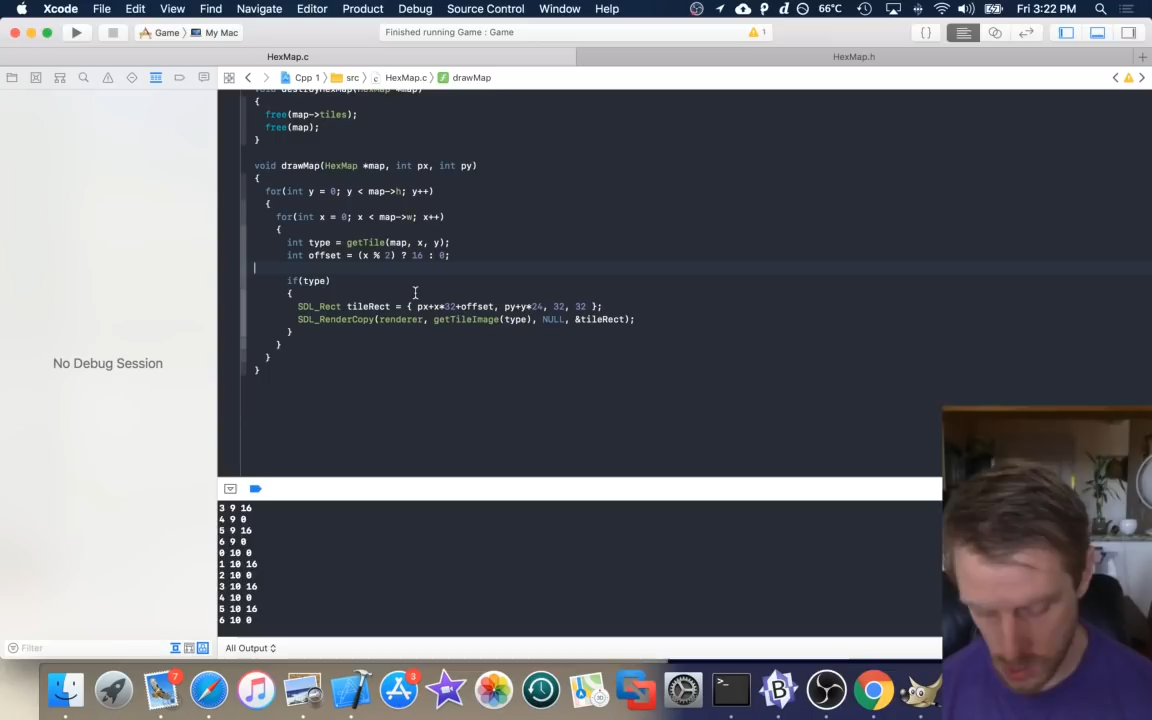 Xcode File Edit View Find Navigate Editor Product Debug Source Control Window Help 66°C Fri 3:22 PM
Game My Mac Finished running Game : Game 1
HexMap.c HexMap.h
Cpp 1 src HexMap.c drawMap
void destroyHexMap(HexMap *map)
{
free(map->tiles);
free(map);
}
void drawMap(HexMap *map, int px, int py)
{
for(int y = 0; y < map->h; y++)
{
for(int x = 0; x < map->w; x++)
{
int type = getTile(map, x, y);
int offset = (x % 2) ? 16 : 0;
if(type)
{
SDL_Rect tileRect = { px+x*32+offset, py+y*24, 32, 32 };
SDL_RenderCopy(renderer, getTileImage(type), NULL, &tileRect);
}
}
}
}
No Debug Session
3 9 16
4 9 0
5 9 16
6 9 0
0 10 0
1 10 16
2 10 0
3 10 16
4 10 0
5 10 16
6 10 0
Filter All Output
7 3